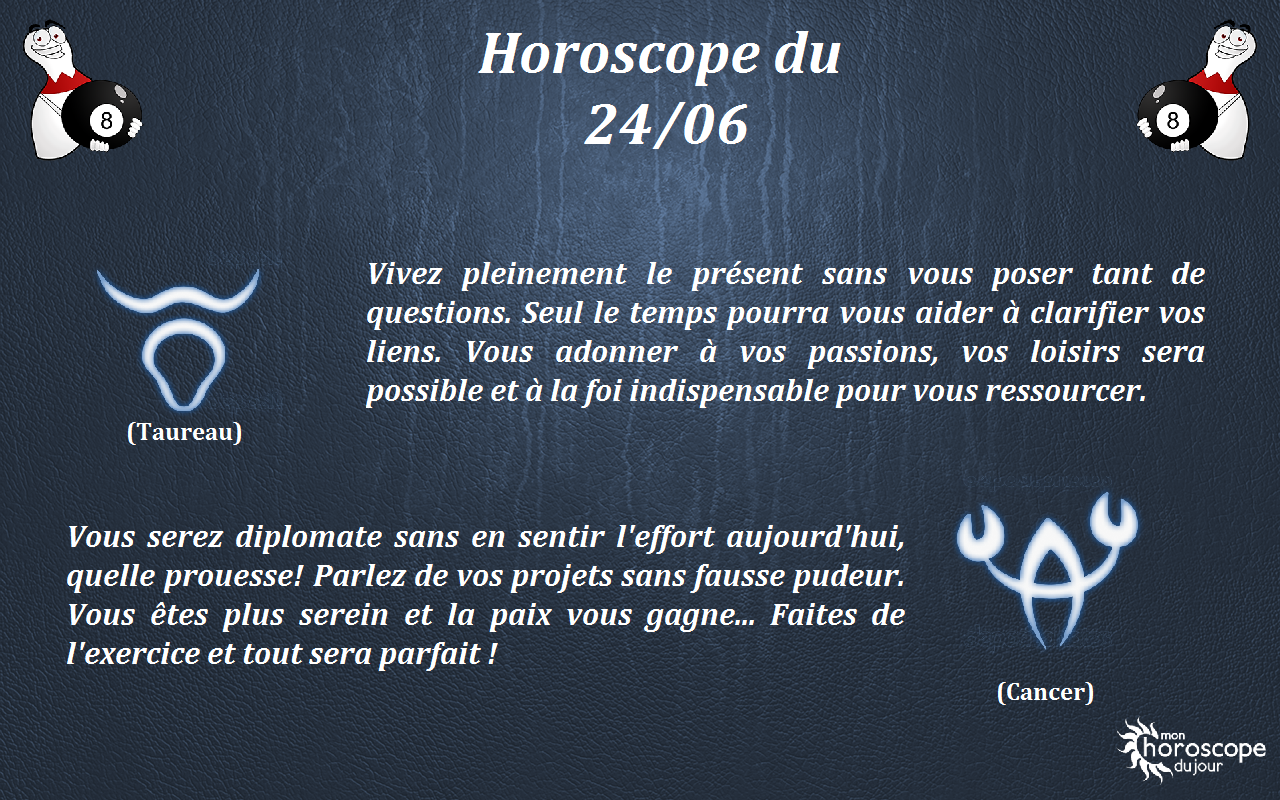 Horoscope du
24/06
8
8
Vivez pleinement le présent sans vous poser tant de
questions. Seul le temps pourra vous aider à clarifier vos
liens. Vous adonner à vos passions, vos loisirs sera
possible et à la foi indispensable pour vous ressourcer.
(Taureau)
Vous serez diplomate sans en sentir l'effort aujourd'hui,
quelle prouesse! Parlez de vos projets sans fausse pudeur.
Vous êtes plus serein et la paix vous gagne... Faites de
l'exercice et tout sera parfait !
(Cancer)
mon
horoscope
du jour